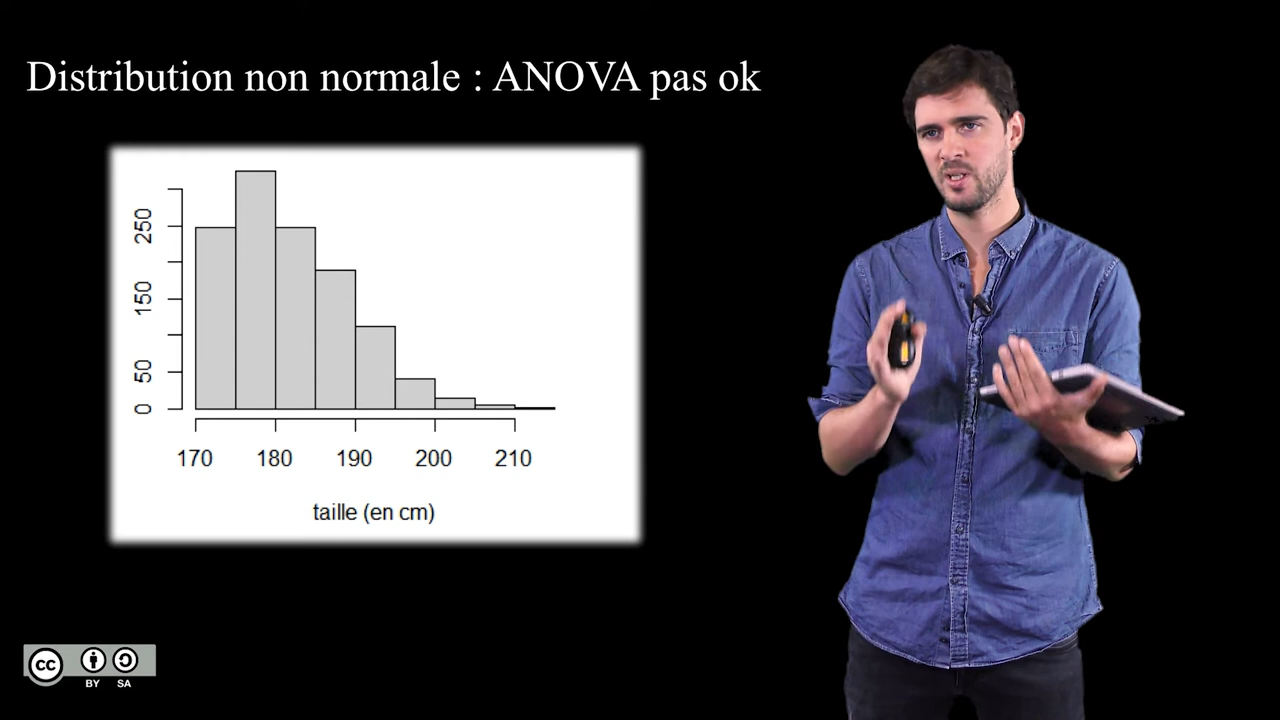 Distribution non normale : ANOVA pas ok
250
150
50
0
170 180 190 200 210
taille (en cm)
cc
BY SA